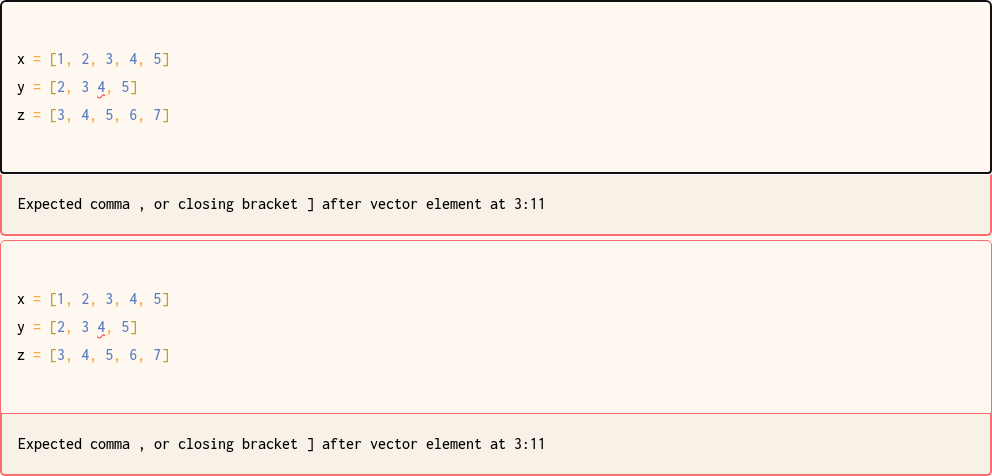 x = [1, 2, 3, 4, 5]
y = [2, 3 4, 5]
z = [3, 4, 5, 6, 7]
Expected comma , or closing bracket ] after vector element at 3:11
x = [1, 2, 3, 4, 5]
y = [2, 3 4, 5]
z = [3, 4, 5, 6, 7]
Expected comma , or closing bracket ] after vector element at 3:11